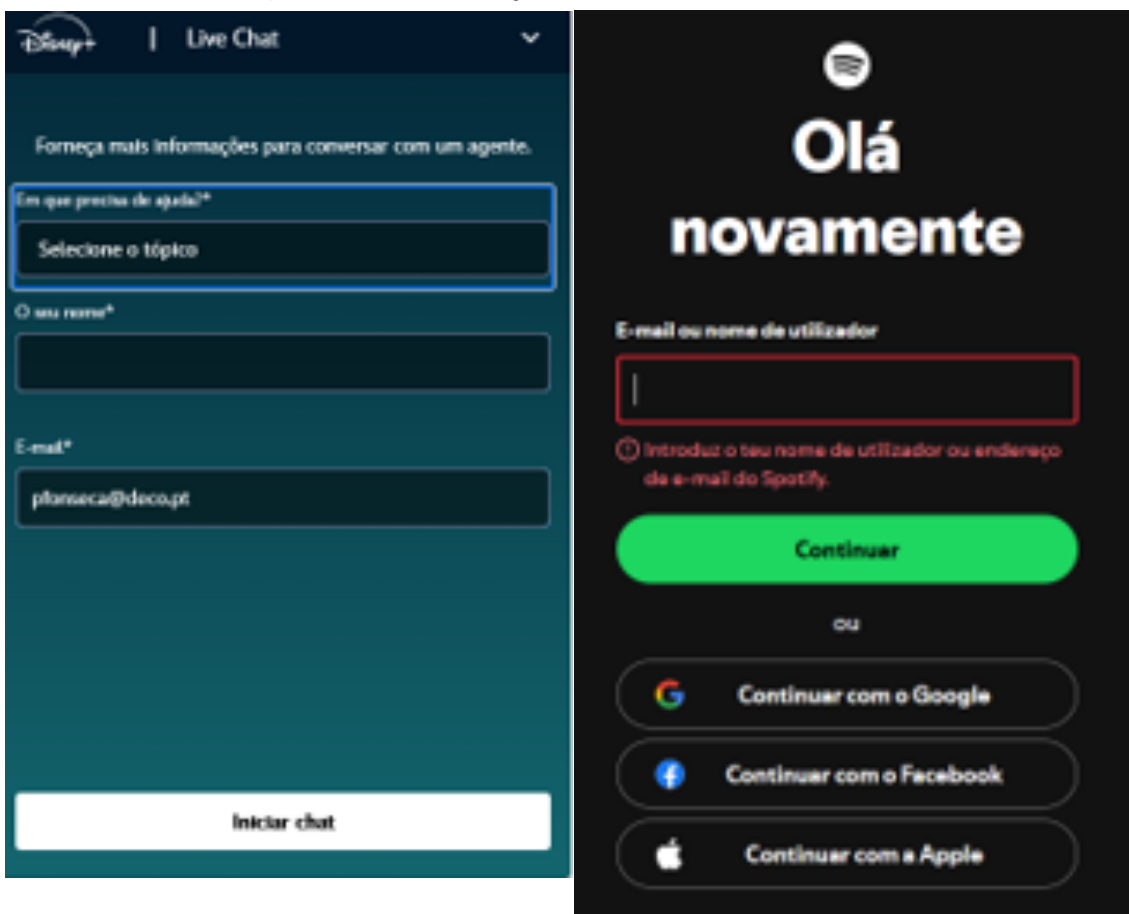 Disney+ | Live Chat
Forneça mais informações para conversar com um agente.
Em que precisa de ajuda?*
Selecione o tópico
O seu nome*
E-mail*
pfonseca@deco.pt
Iniciar chat
Olá
novamente
E-mail ou nome de utilizador
Introduz o teu nome de utilizador ou endereço
de e-mail do Spotify.
Continuar
ou
Continuar com o Google
Continuar com o Facebook
Continuar com a Apple